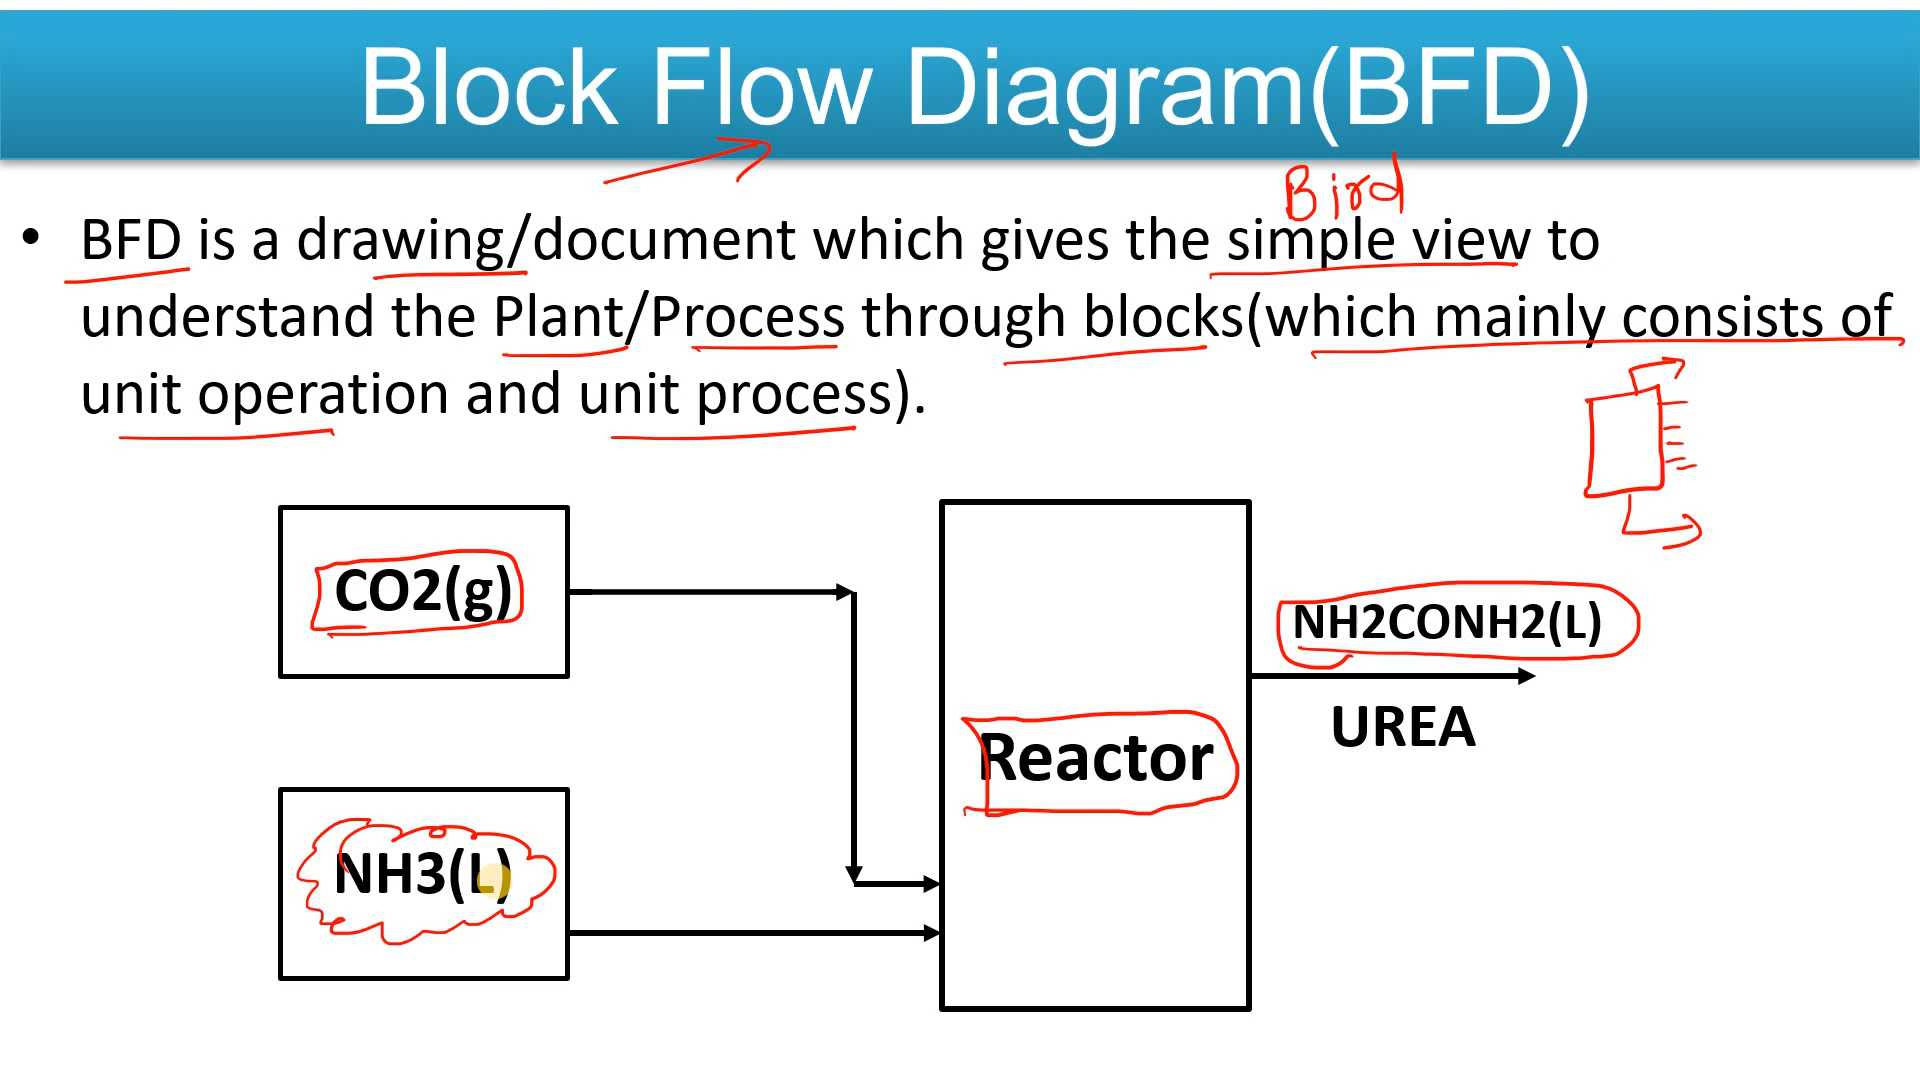 Block Flow Diagram(BFD)
Bird
• BFD is a drawing/document which gives the simple view to
understand the Plant/Process through blocks(which mainly consists of
unit operation and unit process).
CO2(g)
NH2CONH2(L)
UREA
Reactor
NH3(L)